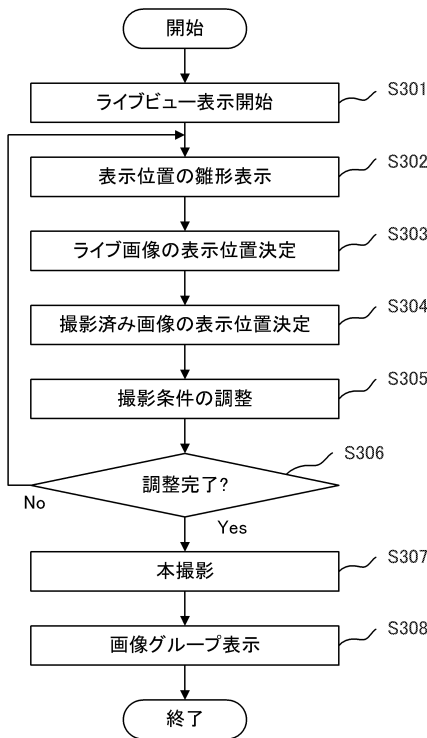 開始
ライブビュー表示開始
S301
表示位置の雛形表示
S302
ライブ画像の表示位置決定
S303
撮影済み画像の表示位置決定
S304
撮影条件の調整
S305
調整完了?
S306
No
Yes
本撮影
S307
画像グループ表示
S308
終了